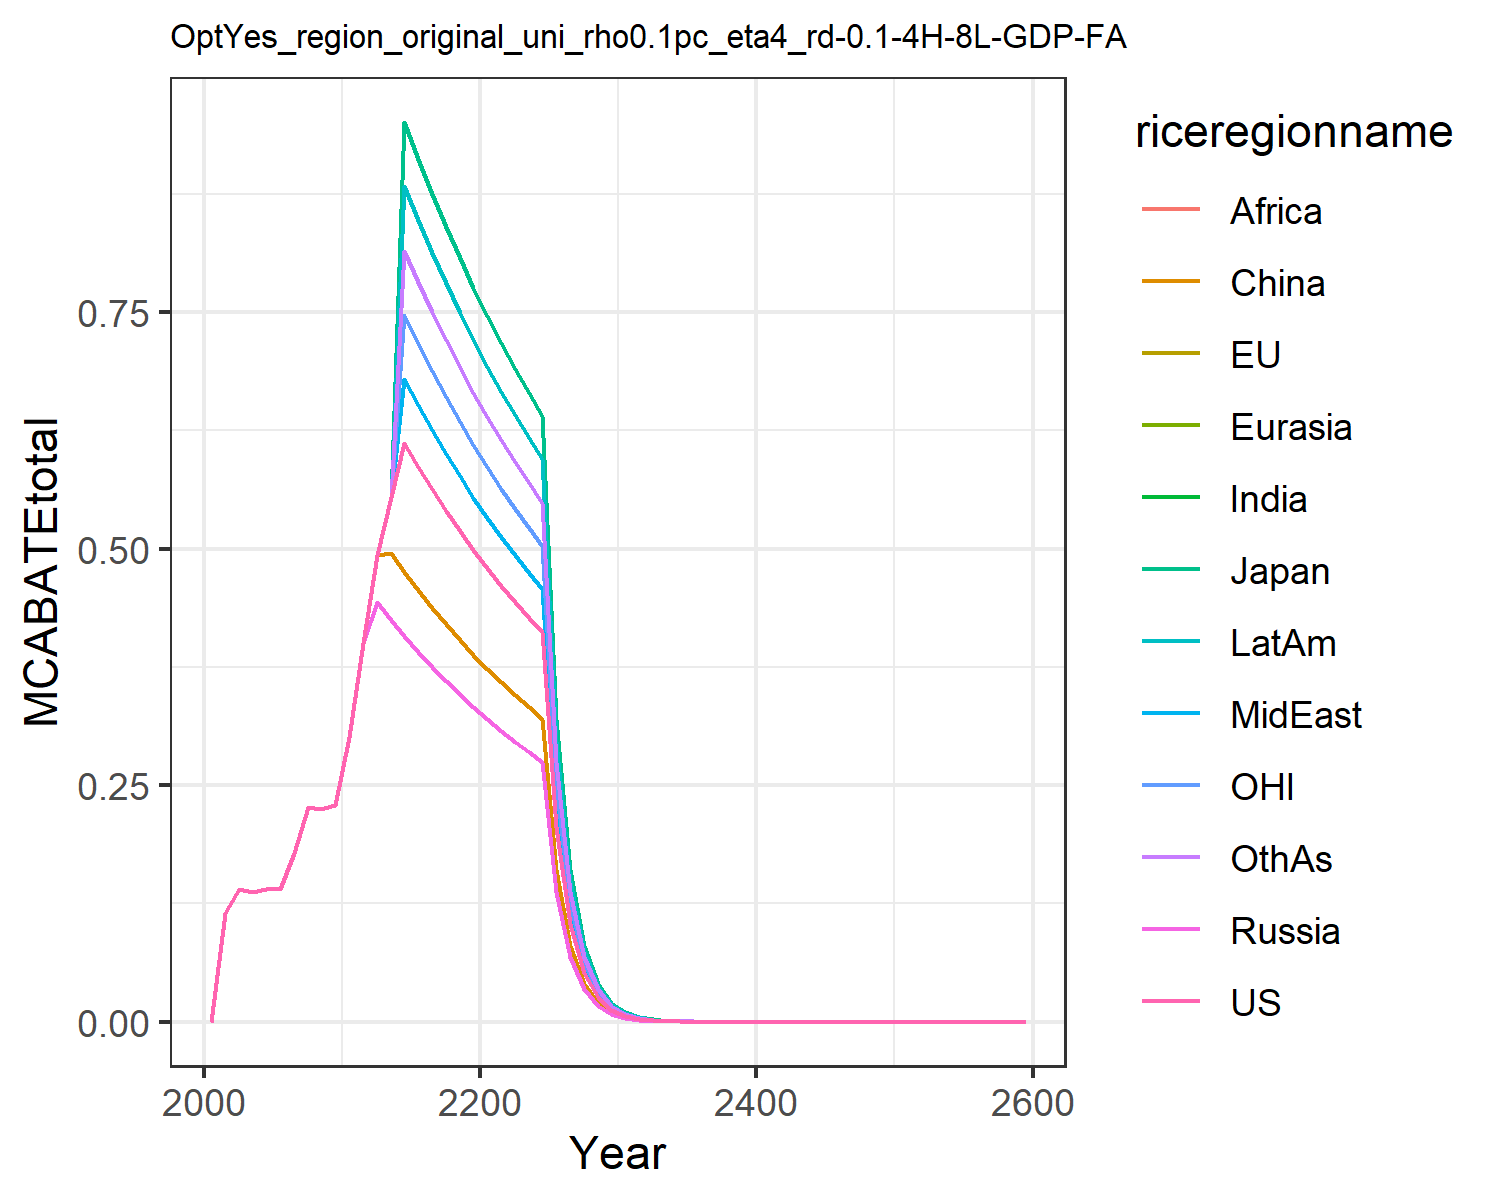 OptYes_region_original_uni_rho0.1pc_eta4_rd-0.1-4H-8L-GDP-FA
MCABATEtotal
0.75
0.50
0.25
0.00
2000 2200 2400 2600
Year
riceregionname
Africa
China
EU
Eurasia
India
Japan
LatAm
MidEast
OHI
OthAs
Russia
US